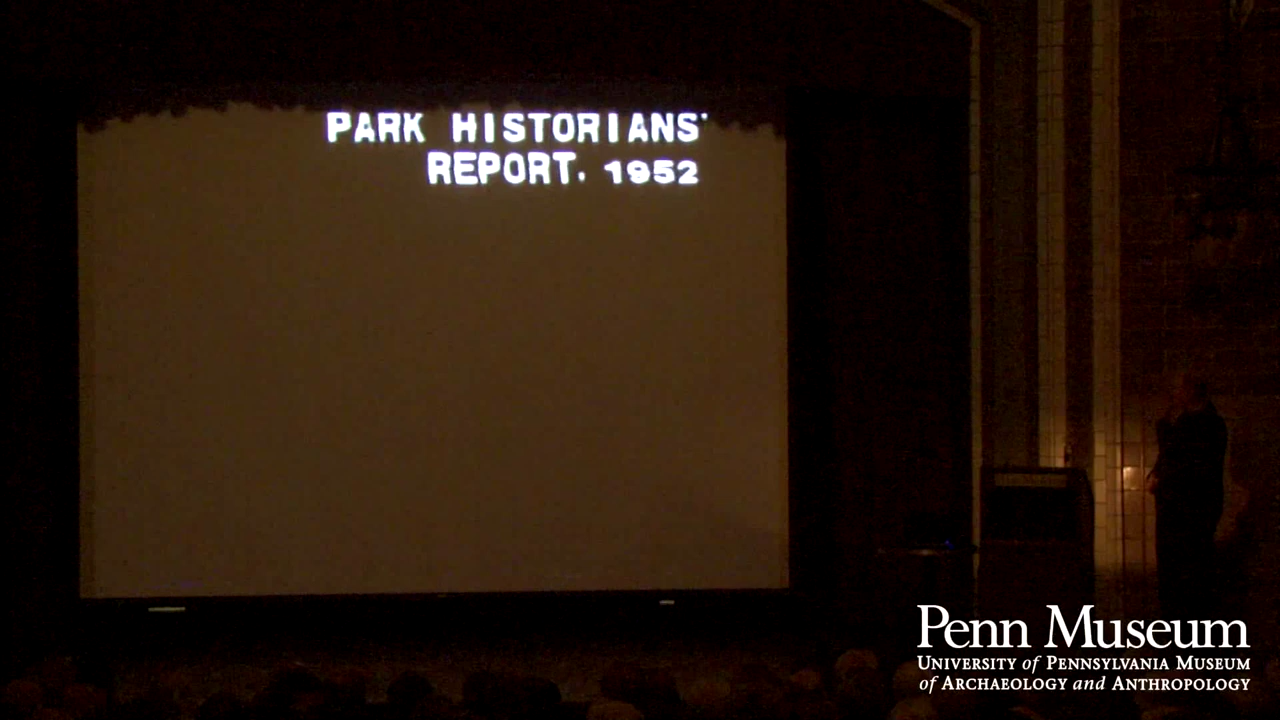 PARK HISTORIANS'
REPORT. 1952
Penn Museum
UNIVERSITY of PENNSYLVANIA MUSEUM
of ARCHAEOLOGY and ANTHROPOLOGY